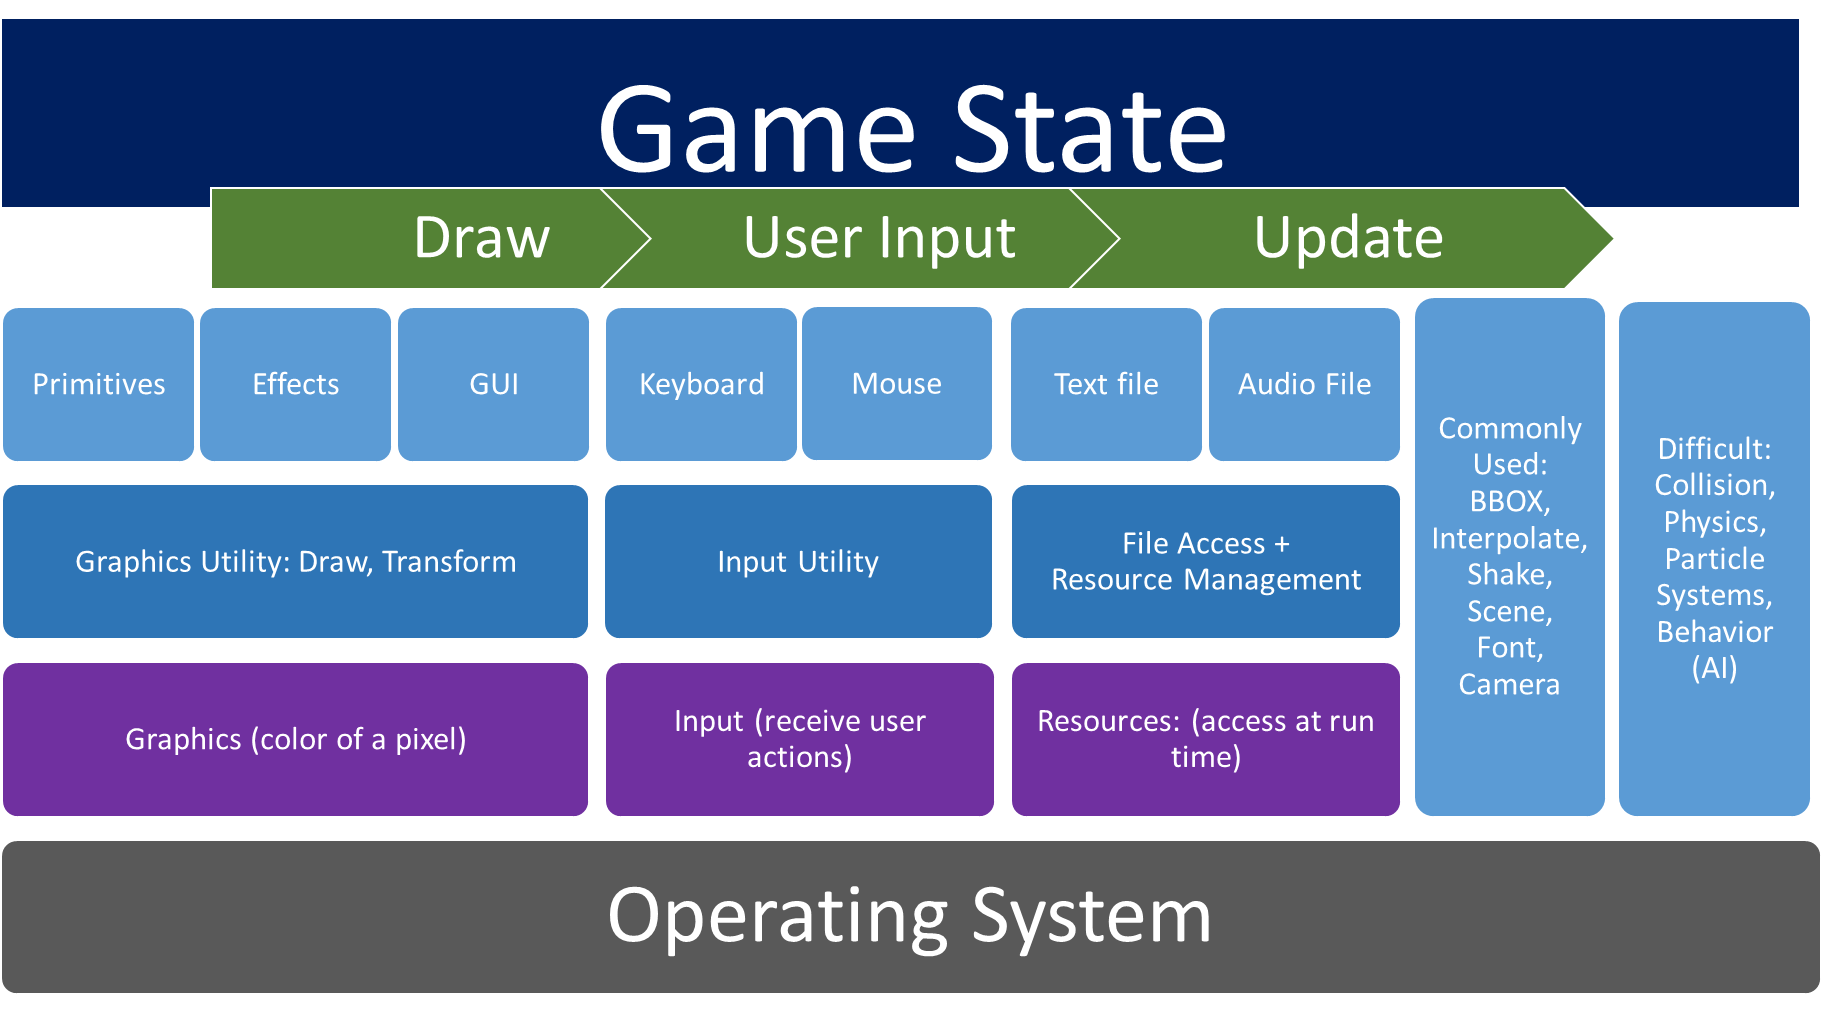 Game State
Draw
User Input
Update
Primitives
Effects
GUI
Keyboard
Mouse
Text file
Audio File
Commonly
Used:
BBOX,
Interpolate,
Shake,
Scene,
Font,
Camera
Difficult:
Collision,
Physics,
Particle
Systems,
Behavior
(AI)
Graphics Utility: Draw, Transform
Input Utility
File Access +
Resource Management
Graphics (color of a pixel)
Input (receive user
actions)
Resources: (access at run
time)
Operating System